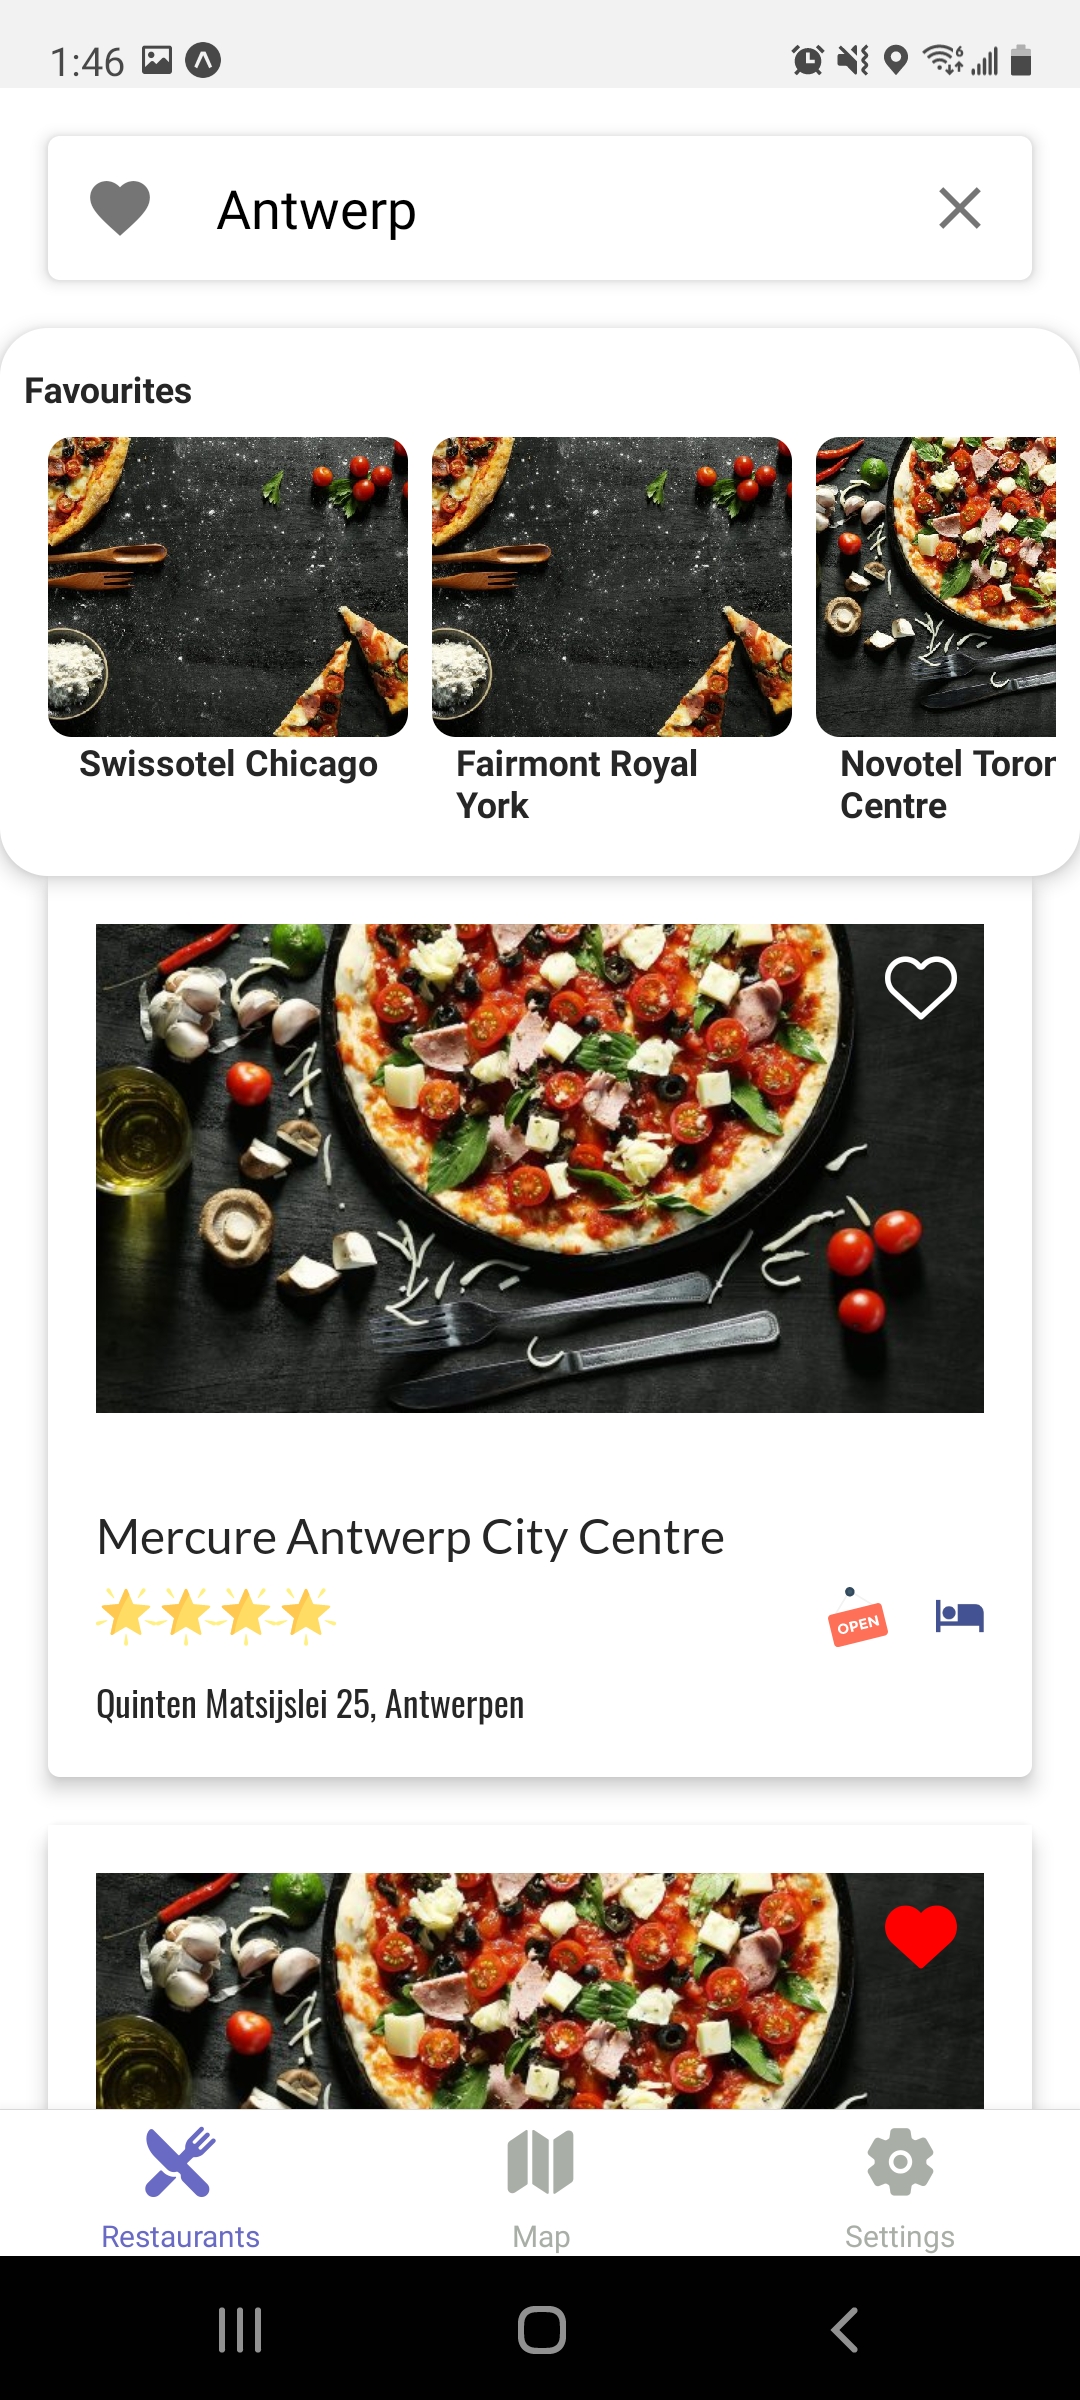 1:46
Antwerp
Favourites
Swissotel Chicago
Fairmont Royal
York
Novotel
Centre
Mercure Antwerp City Centre
OPEN
Quinten Matsijslei 25, Antwerpen
Restaurants
Map
Settings